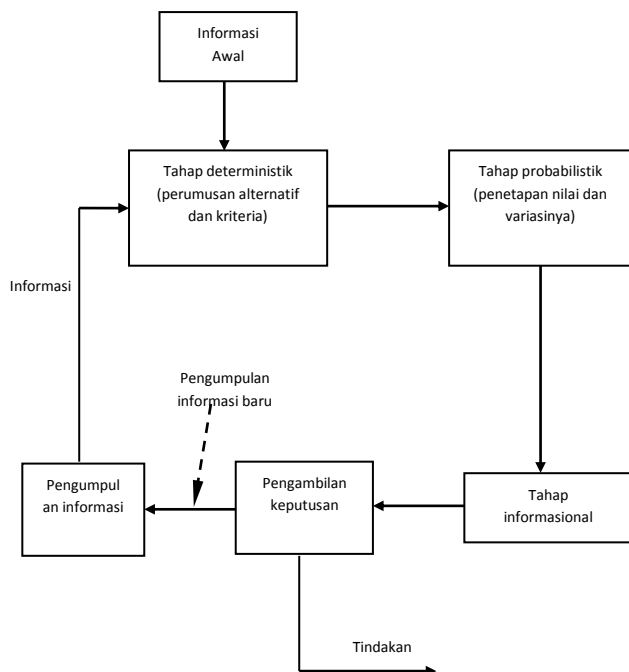 Informasi
Awal
Tahap deterministik
(perumusan alternatif
dan kriteria)
Tahap probabilistik
(penetapan nilai dan
variasinya)
Informasi
Pengumpulan
informasi baru
Pengumpul
an informasi
Pengambilan
keputusan
Tahap
informasional
Tindakan